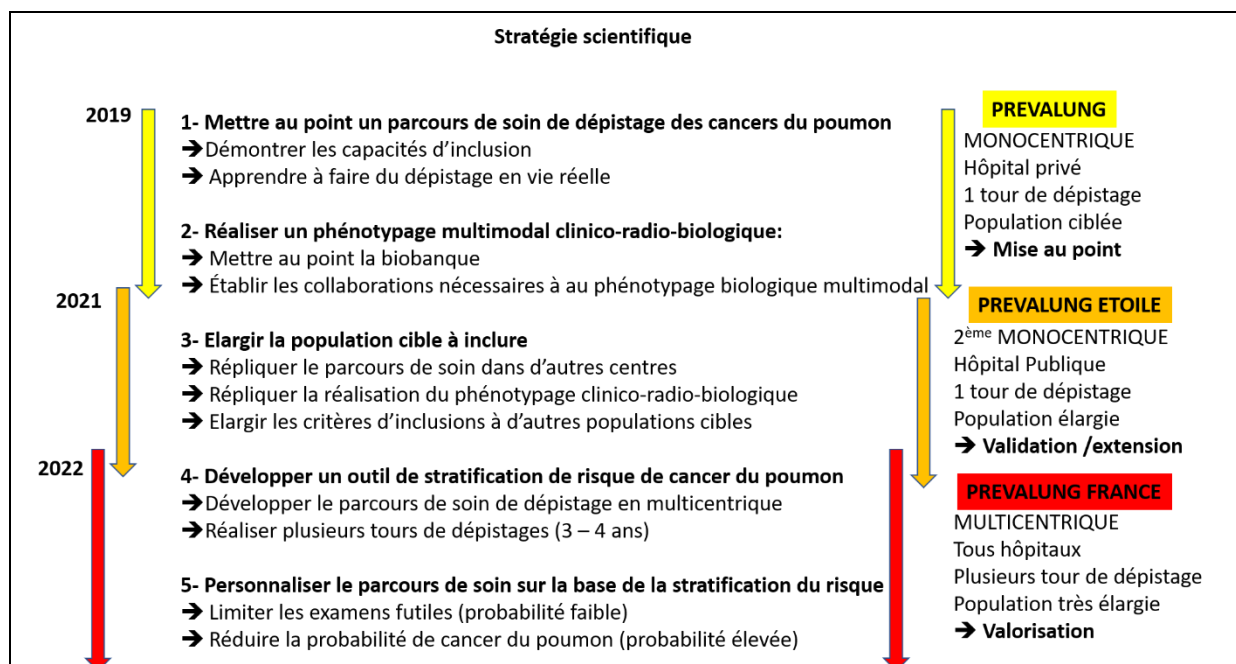 Stratégie scientifique
2019
1- Mettre au point un parcours de soin de dépistage des cancers du poumon
➔Démontrer les capacités d’inclusion
➔ Apprendre à faire du dépistage en vie réelle
2- Réaliser un phénotypage multimodal clinico-radio-biologique:
➔ Mettre au point la biobanque
➔ Établir les collaborations nécessaires à au phénotypage biologique multimodal
2021
3- Elargir la population cible à inclure
➔ Répliquer le parcours de soin dans d’autres centres
➔ Répliquer la réalisation du phénotypage clinico-radio-biologique
➔ Elargir les critères d’inclusions à d’autres populations cibles
2022
4- Développer un outil de stratification de risque de cancer du poumon
➔Développer le parcours de soin de dépistage en multicentrique
➔Réaliser plusieurs tours de dépistages (3 – 4 ans)
5- Personnaliser le parcours de soin sur la base de la stratification du risque
➔ Limiter les examens futiles (probabilité faible)
➔ Réduire la probabilité de cancer du poumon (probabilité élevée)
PREVALUNG
MONOCENTRIQUE
Hôpital privé
1 tour de dépistage
Population ciblée
➔ Mise au point
PREVALUNG ETOILE
2ème MONOCENTRIQUE
Hôpital Publique
1 tour de dépistage
Population élargie
➔ Validation /extension
PREVALUNG FRANCE
MULTICENTRIQUE
Tous hôpitaux
Plusieurs tour de dépistage
Population très élargie
➔ Valorisation